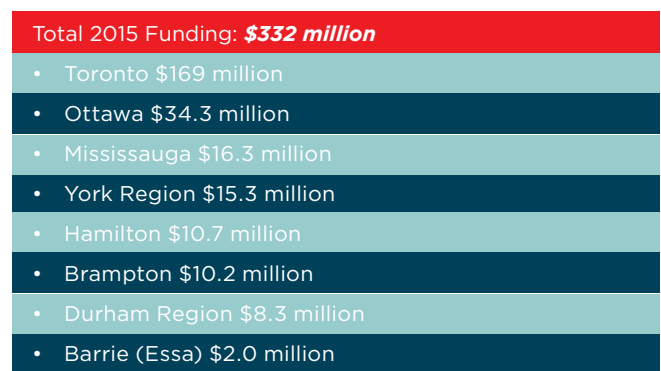 Total 2015 Funding: $332 million
• Toronto $169 million
• Ottawa $34.3 million
• Mississauga $16.3 million
• York Region $15.3 million
• Hamilton $10.7 million
• Brampton $10.2 million
• Durham Region $8.3 million
• Barrie (Essa) $2.0 million